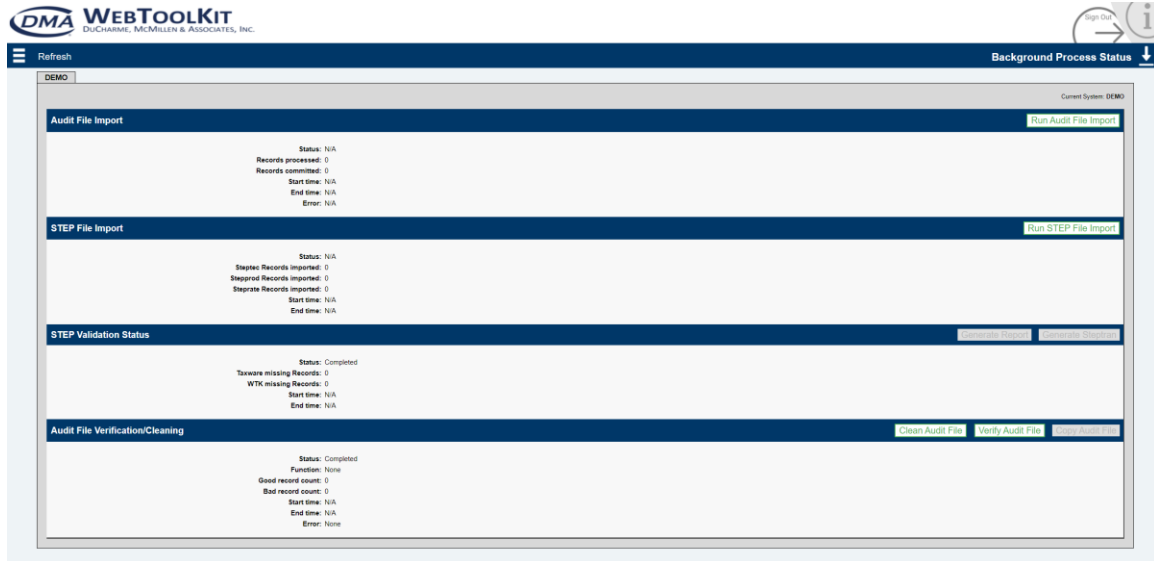 DMA WEBTOOLKIT
DUCHARME, MCMILLEN & ASSOCIATES, INC.
Sign Out
i
Refresh
Background Process Status
DEMO
Current System: DEMO
Audit File Import
Run Audit File Import
Status: N/A
Records processed: 0
Records committed: 0
Start time: N/A
End time: N/A
Error: N/A
STEP File Import
Run STEP File Import
Status: N/A
Steptec Records imported: 0
Stepprod Records imported: 0
Steprate Records imported: 0
Start time: N/A
End time: N/A
STEP Validation Status
Generate Report
Generate Steptran
Status: Completed
Taxware missing Records: 0
WTK missing Records: 0
Start time: N/A
End time: N/A
Audit File Verification/Cleaning
Clean Audit File
Verify Audit File
Copy Audit File
Status: Completed
Function: None
Good record count: 0
Bad record count: 0
Start time: N/A
End time: N/A
Error: None